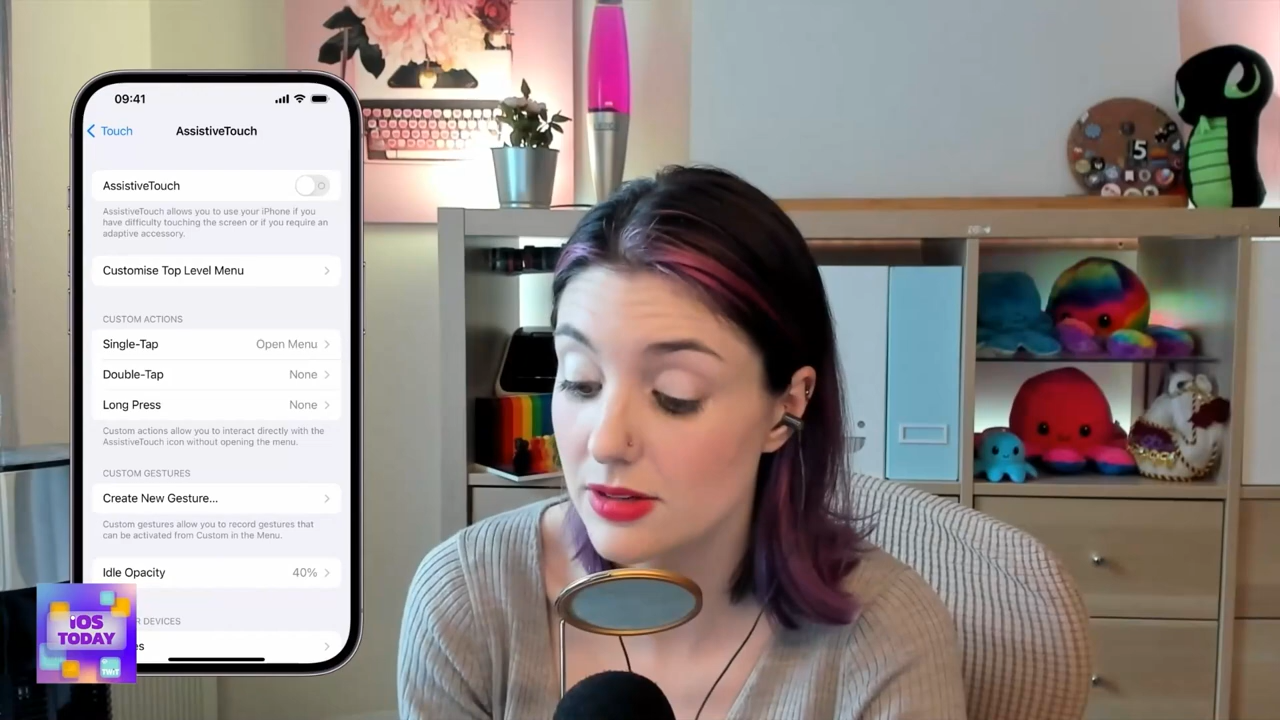 09:41
Touch
AssistiveTouch
AssistiveTouch
AssistiveTouch allows you to use your iPhone if you
have difficulty touching the screen or if you require an
adaptive accessory.
Customise Top Level Menu
CUSTOM ACTIONS
Single-Tap Open Menu
Double-Tap None
Long Press None
Custom actions allow you to interact directly with the
AssistiveTouch icon without opening the menu.
CUSTOM GESTURES
Create New Gesture...
Custom gestures allow you to record gestures that
can be activated from Custom in the Menu.
Idle Opacity 40%
R DEVICES
es
iOS
TODAY
TWiT
5